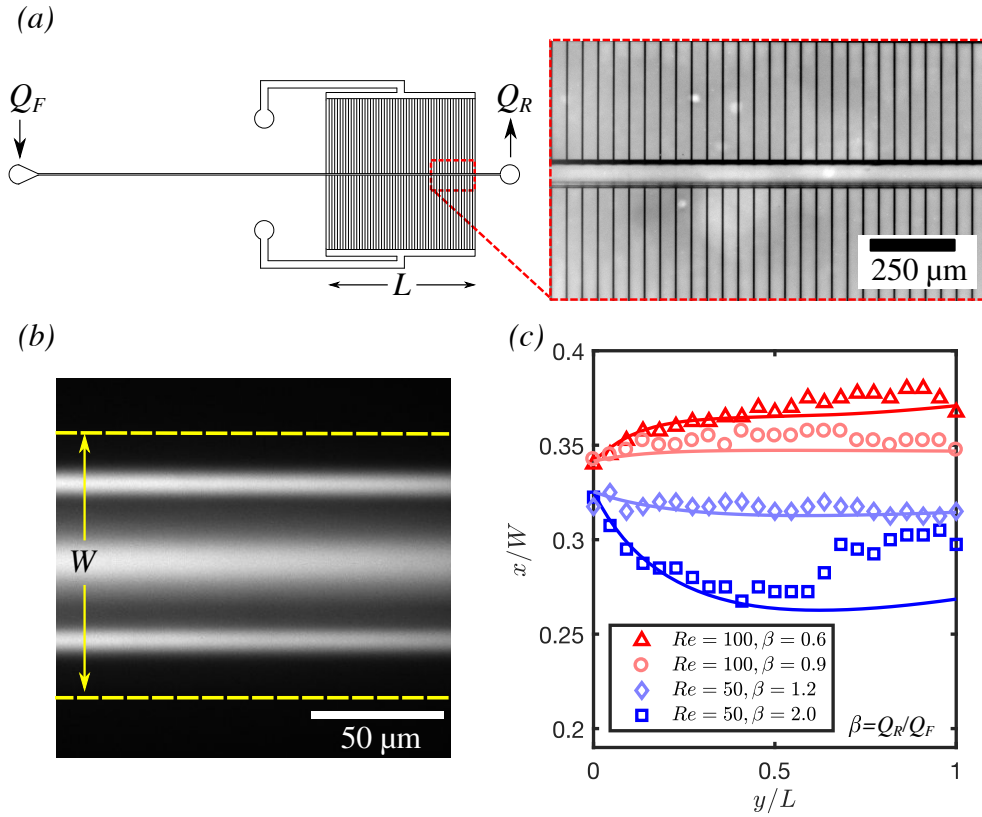 (a)
Q_F
Q_R
L
250 μm
(b)
W
50 μm
(c)
0.4
0.35
0.3
0.25
0.2
x/W
Re = 100, β = 0.6
Re = 100, β = 0.9
Re = 50, β = 1.2
Re = 50, β = 2.0
β=Q_R/Q_F
0
0.5
1
y/L